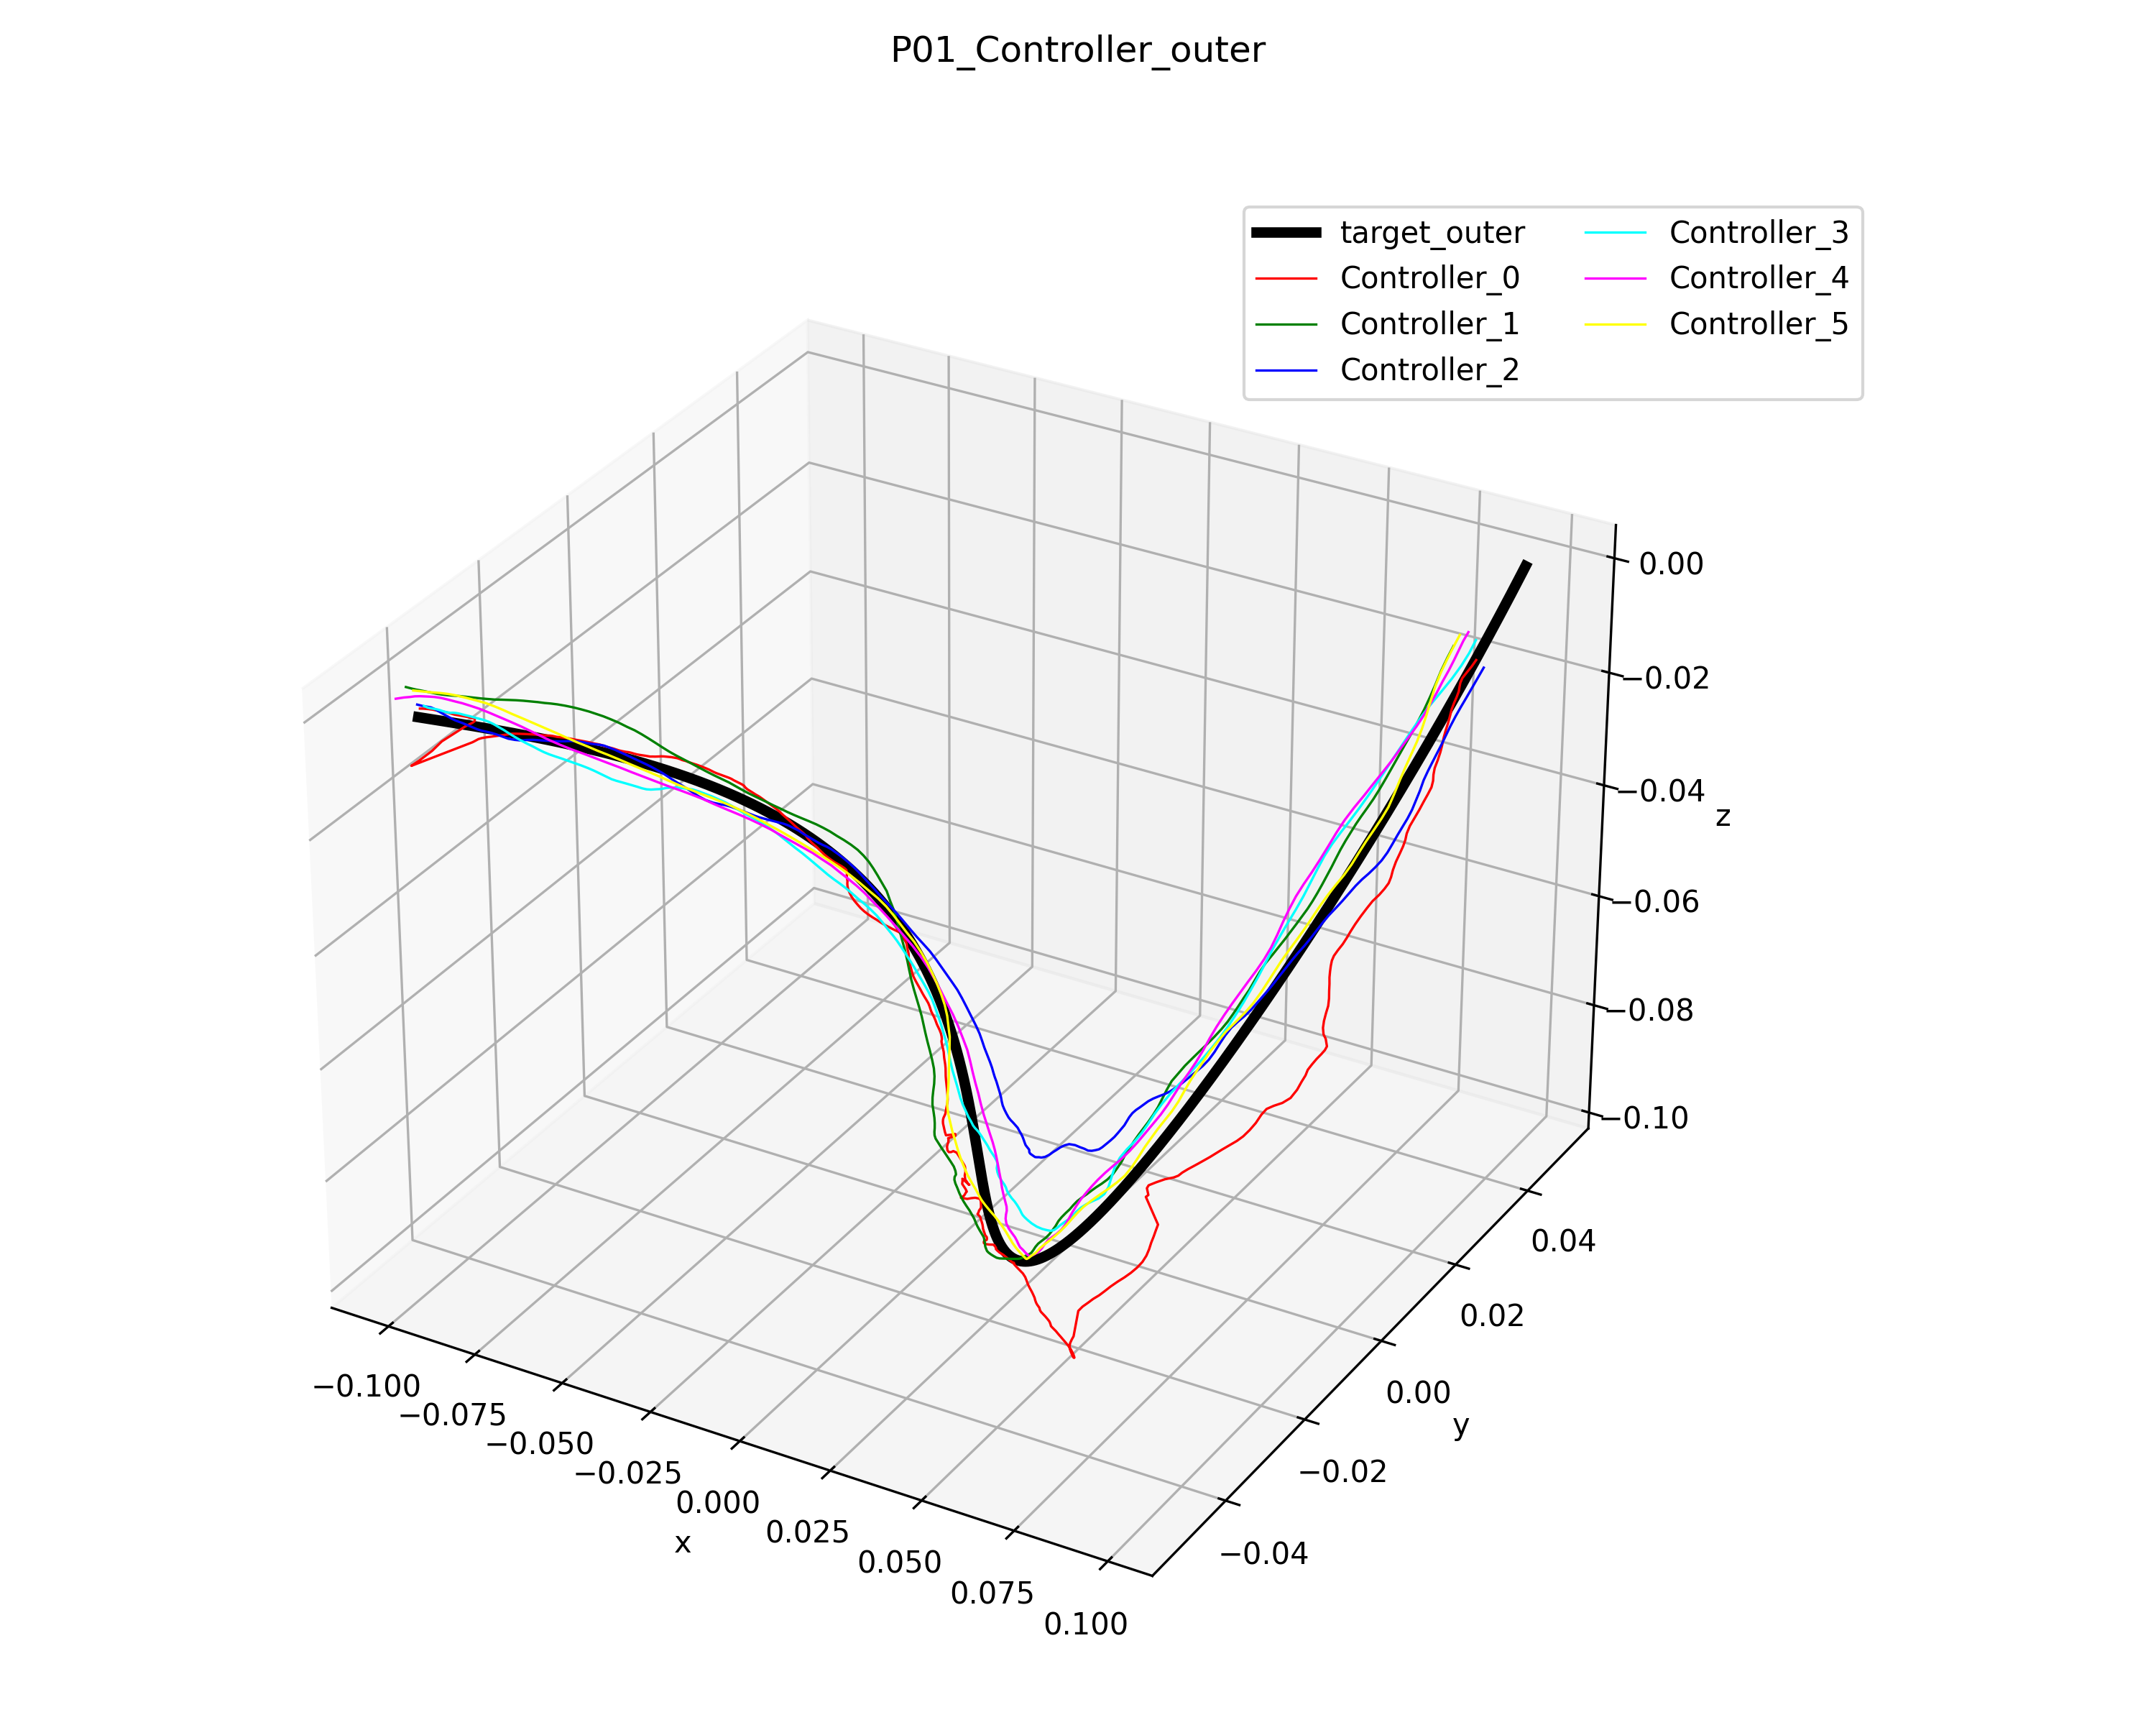 P01_Controller_outer
target_outer
Controller_0
Controller_1
Controller_2
Controller_3
Controller_4
Controller_5
0.00
−0.02
−0.04
−0.06
−0.08
−0.10
z
0.04
0.02
0.00
−0.02
−0.04
y
−0.100
−0.075
−0.050
−0.025
0.000
0.025
0.050
0.075
0.100
x